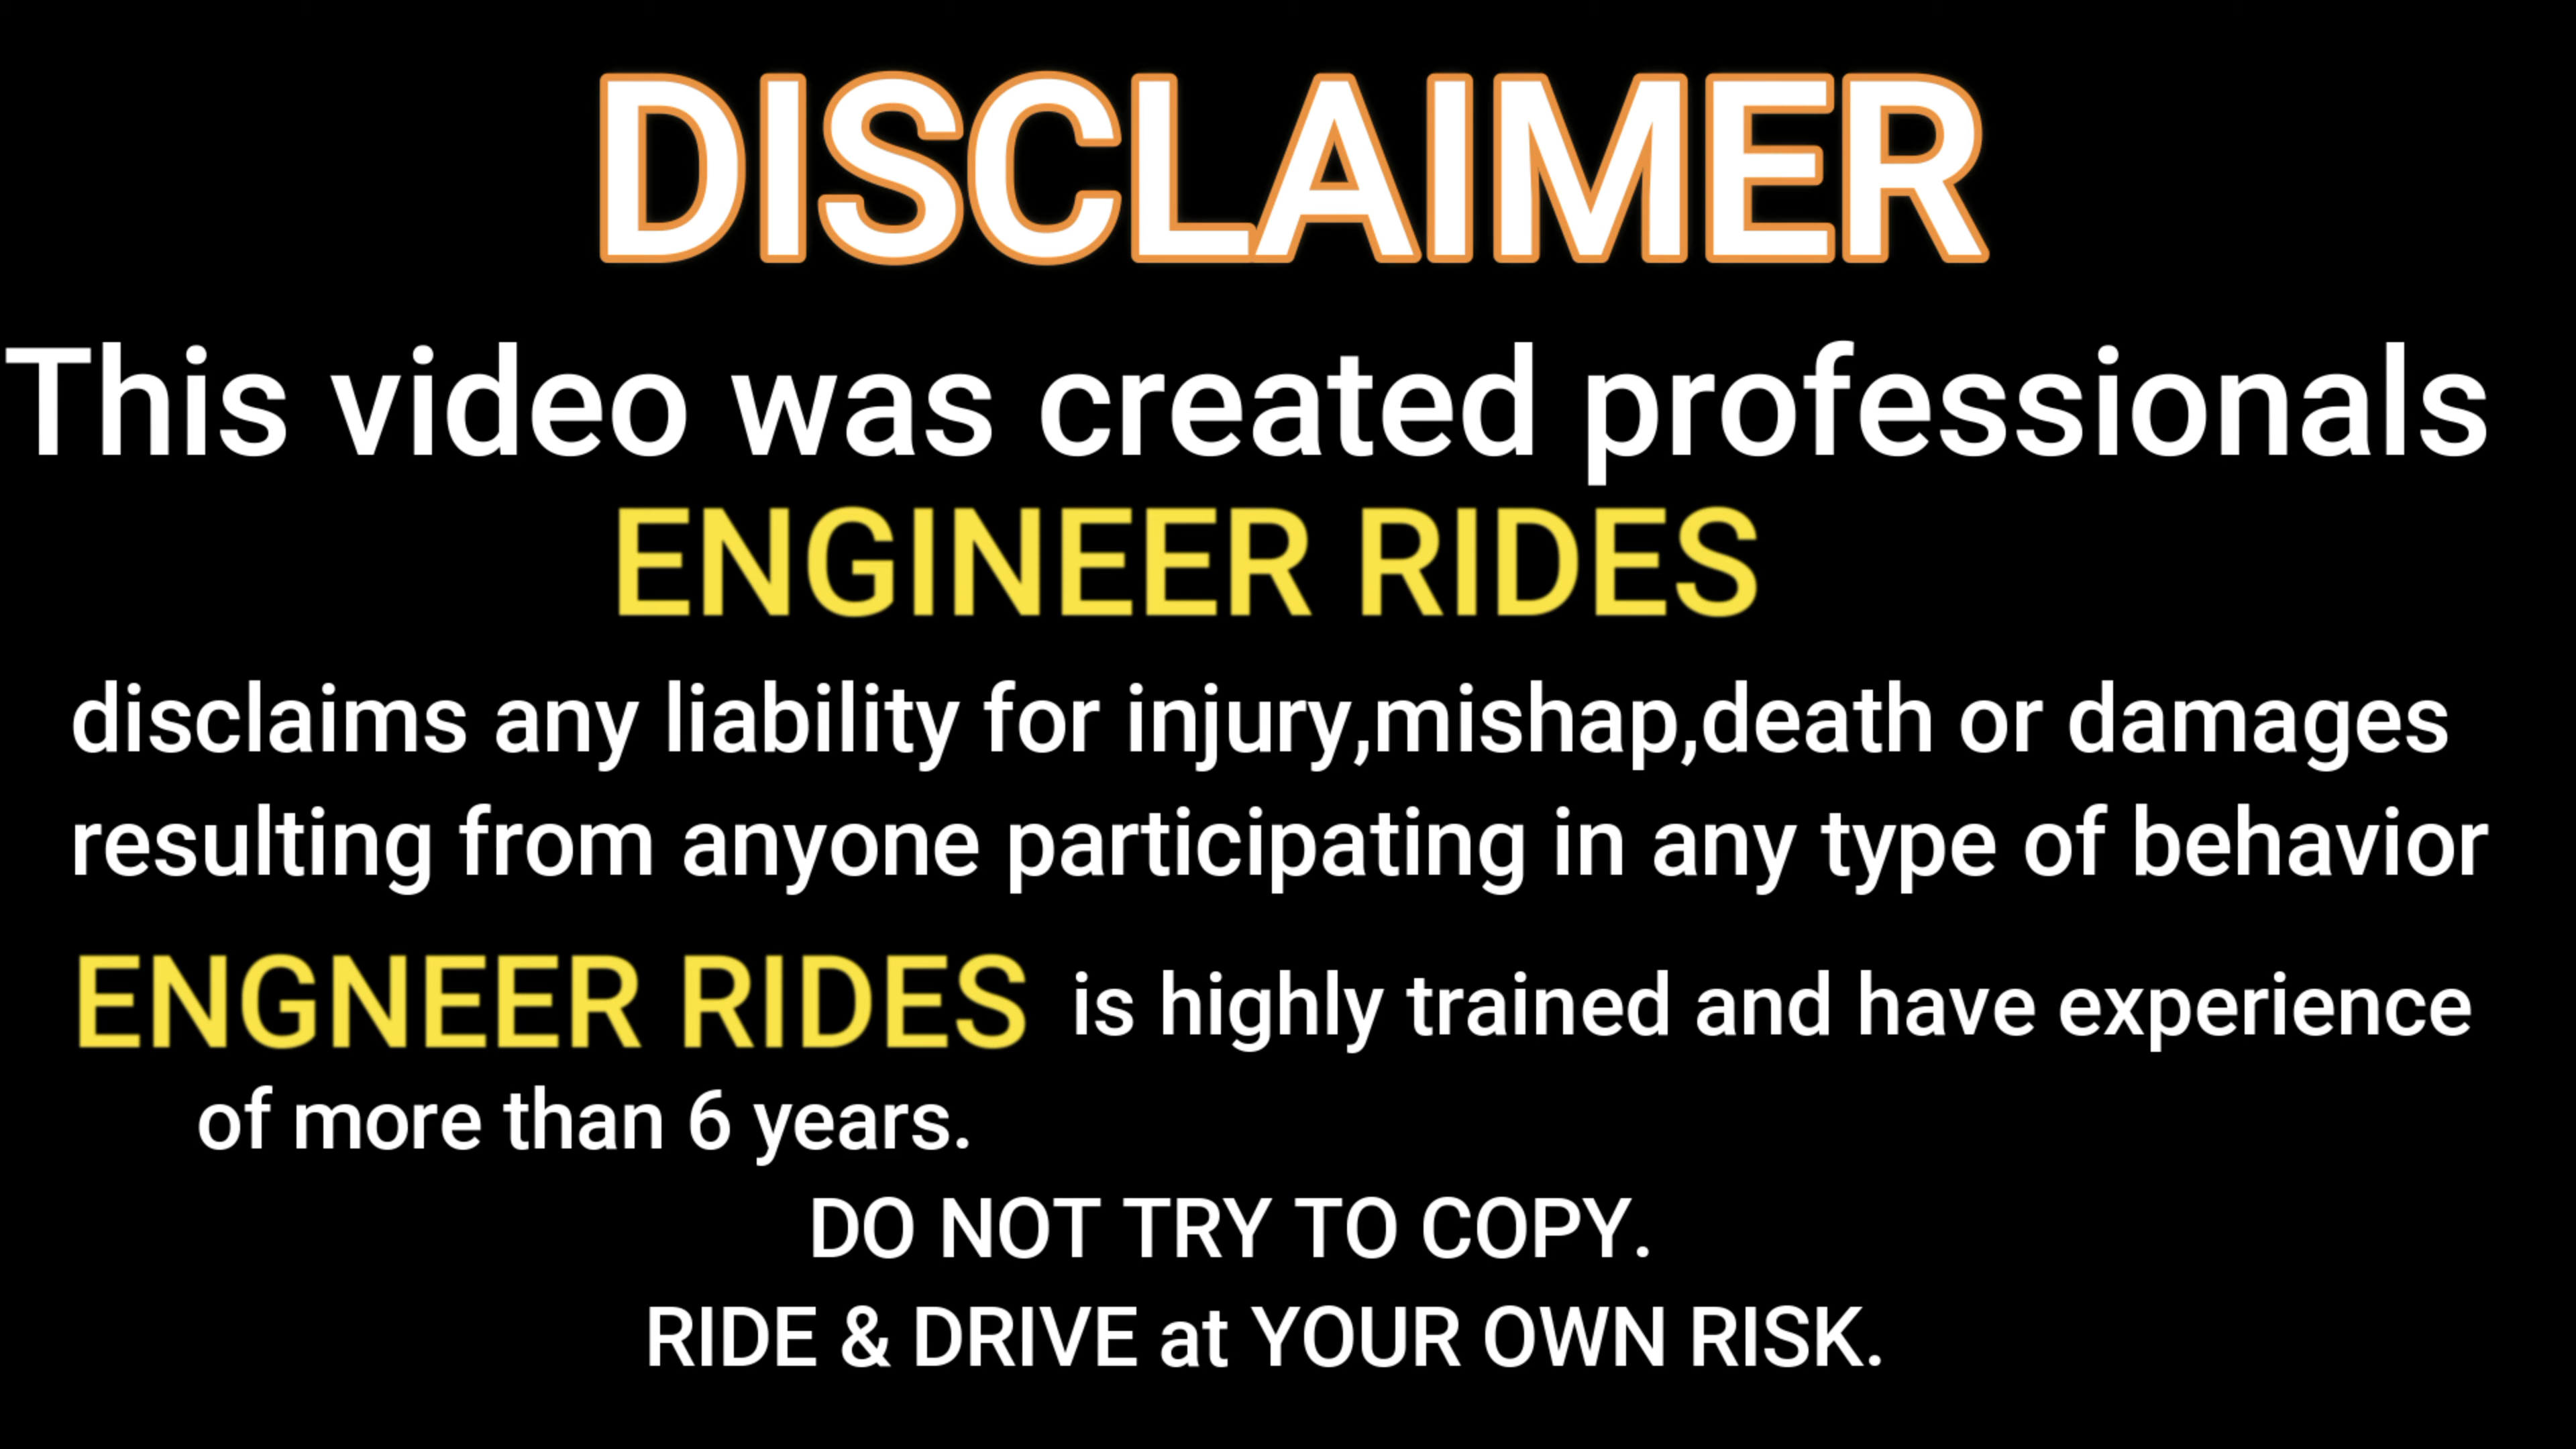 DISCLAIMER
This video was created professionals
ENGINEER RIDES
disclaims any liability for injury,mishap,death or damages
resulting from anyone participating in any type of behavior
ENGNEER RIDES is highly trained and have experience
of more than 6 years.
DO NOT TRY TO COPY.
RIDE & DRIVE at YOUR OWN RISK.